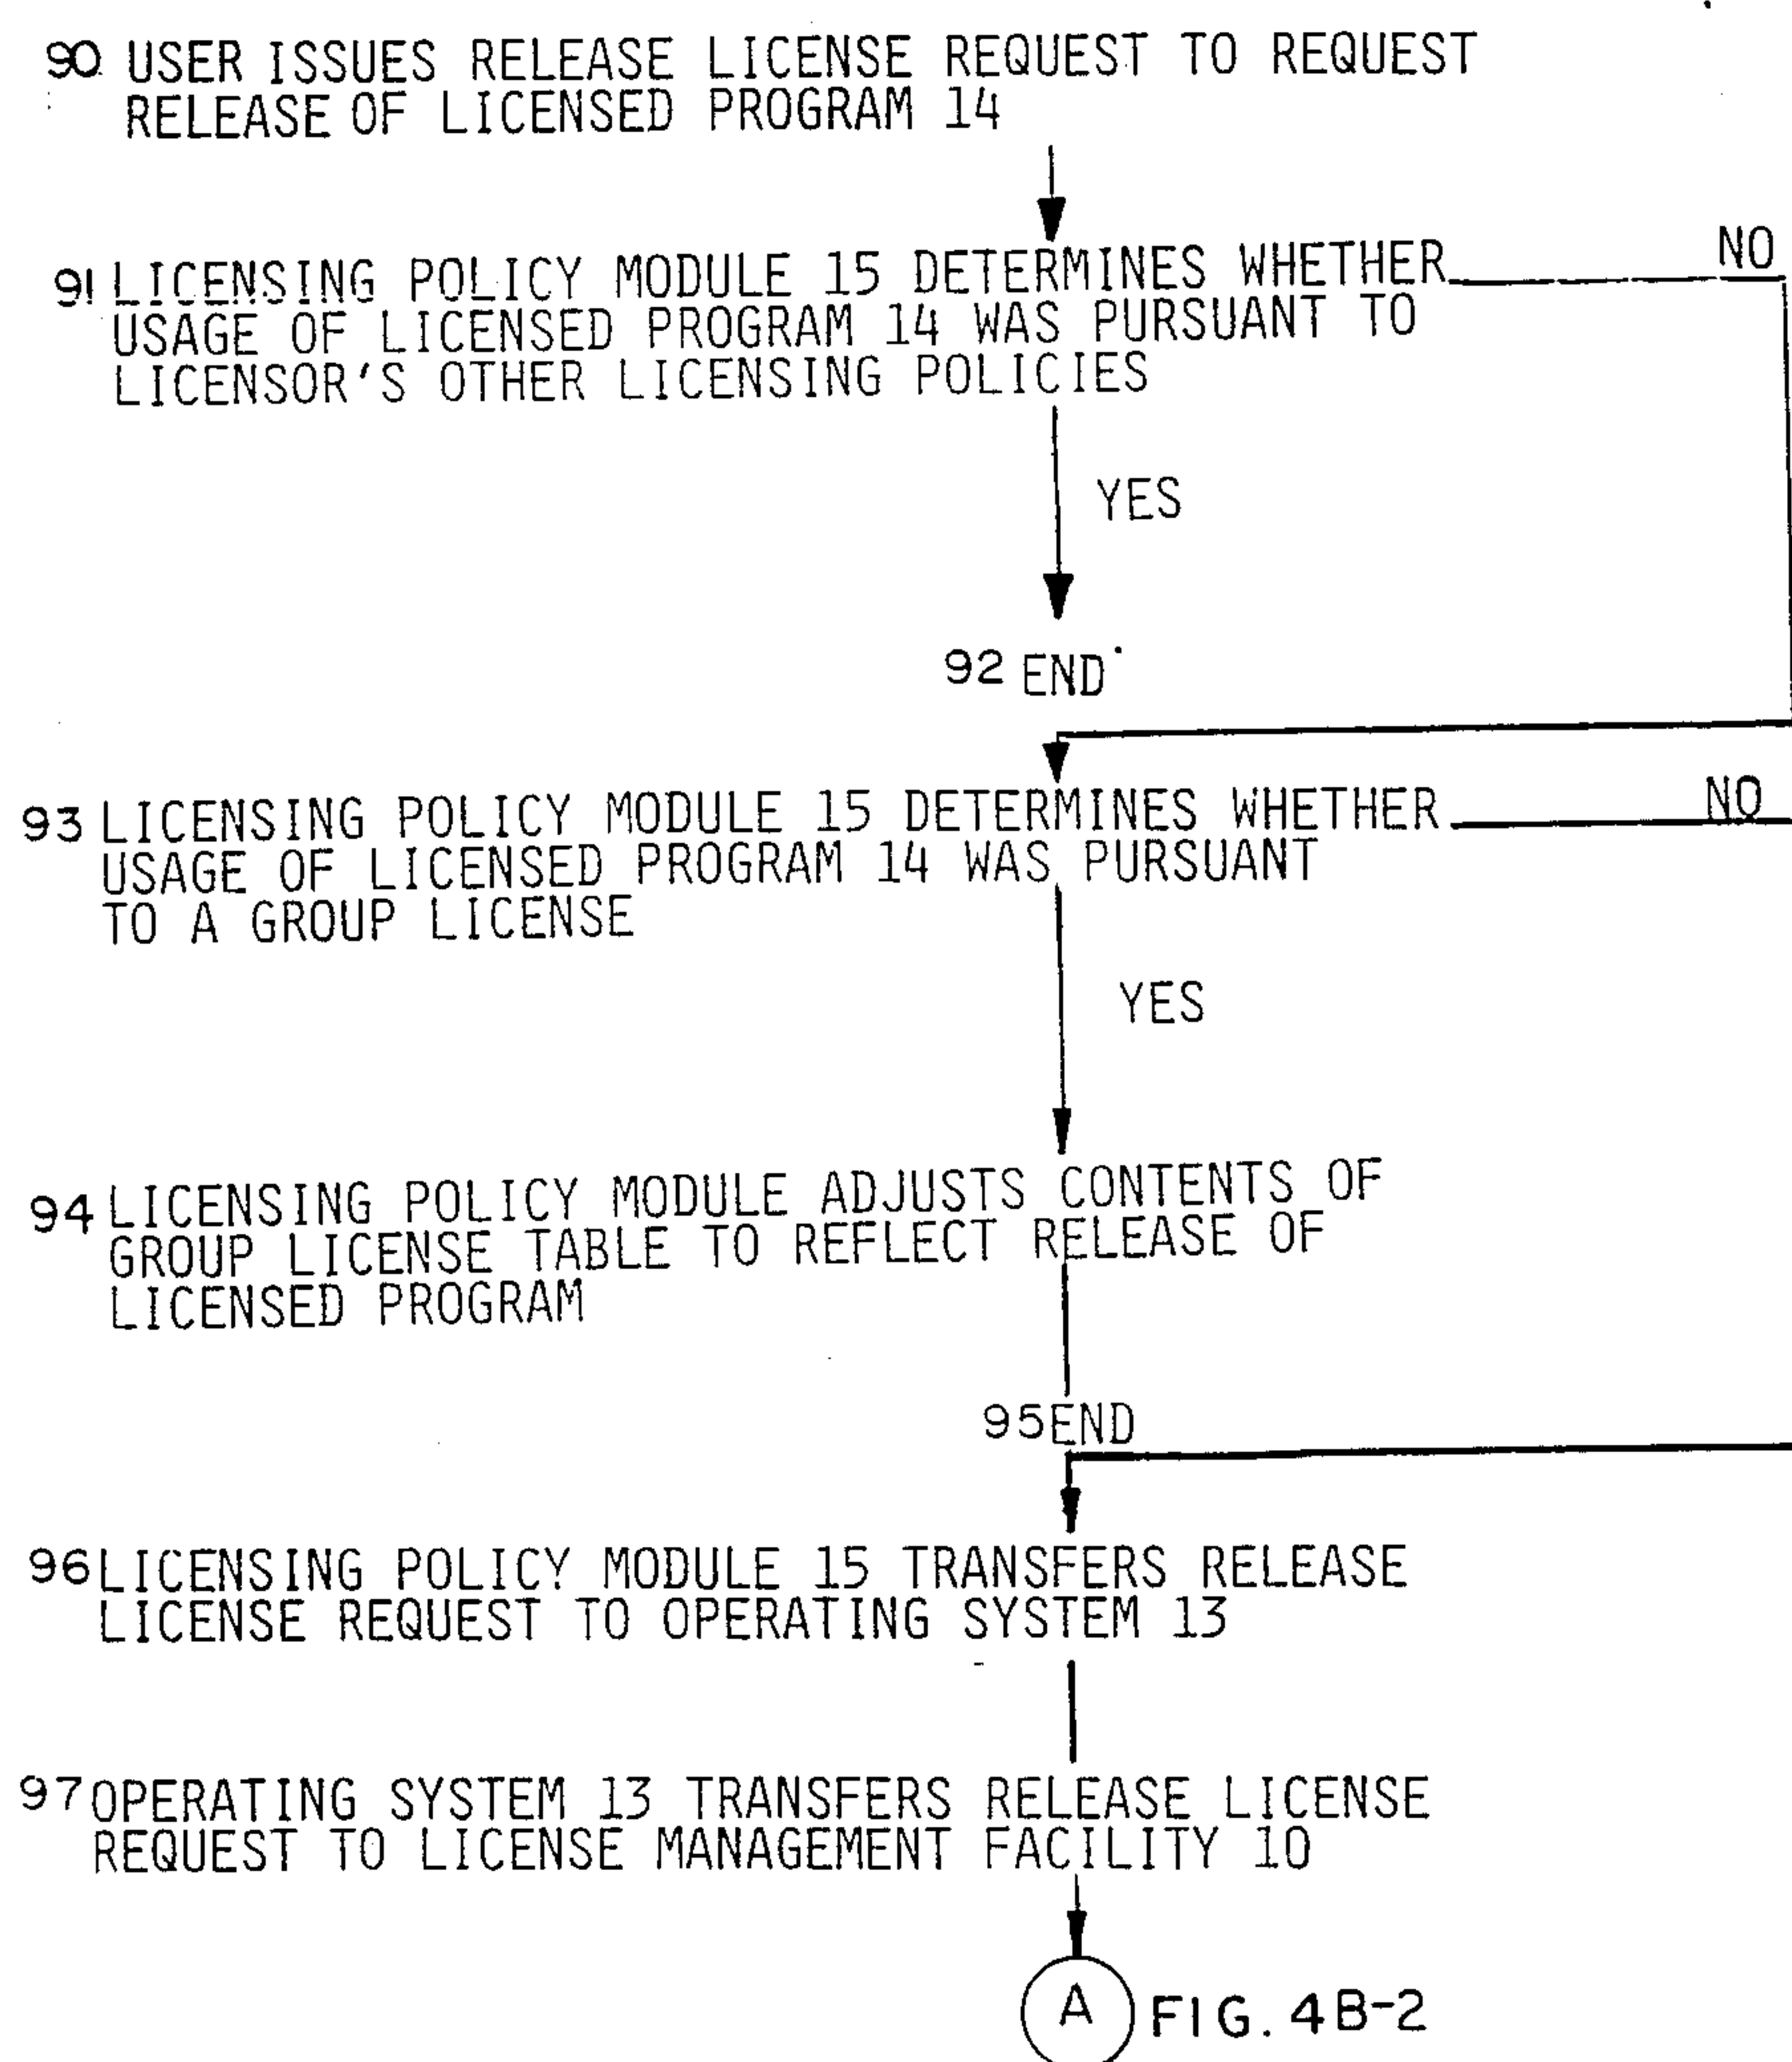 90 USER ISSUES RELEASE LICENSE REQUEST TO REQUEST
RELEASE OF LICENSED PROGRAM 14
91 LICENSING POLICY MODULE 15 DETERMINES WHETHER NO
USAGE OF LICENSED PROGRAM 14 WAS PURSUANT TO
LICENSOR'S OTHER LICENSING POLICIES
YES
92 END
93 LICENSING POLICY MODULE 15 DETERMINES WHETHER NO
USAGE OF LICENSED PROGRAM 14 WAS PURSUANT
TO A GROUP LICENSE
YES
94 LICENSING POLICY MODULE ADJUSTS CONTENTS OF
GROUP LICENSE TABLE TO REFLECT RELEASE OF
LICENSED PROGRAM
95 END
96 LICENSING POLICY MODULE 15 TRANSFERS RELEASE
LICENSE REQUEST TO OPERATING SYSTEM 13
97 OPERATING SYSTEM 13 TRANSFERS RELEASE LICENSE
REQUEST TO LICENSE MANAGEMENT FACILITY 10
A FIG. 4B-2